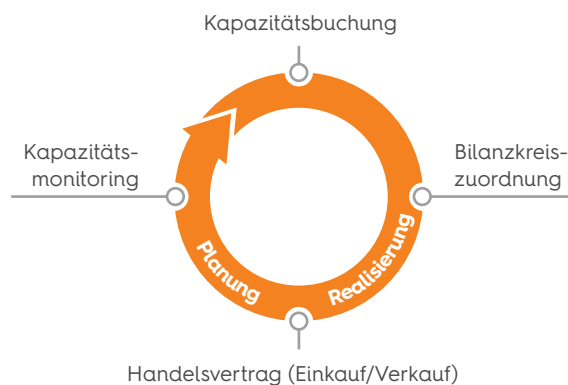 Kapazitätsbuchung
Kapazitäts-
monitoring
Bilanzkreis-
zuordnung
Planung
Realisierung
Handelsvertrag (Einkauf/Verkauf)